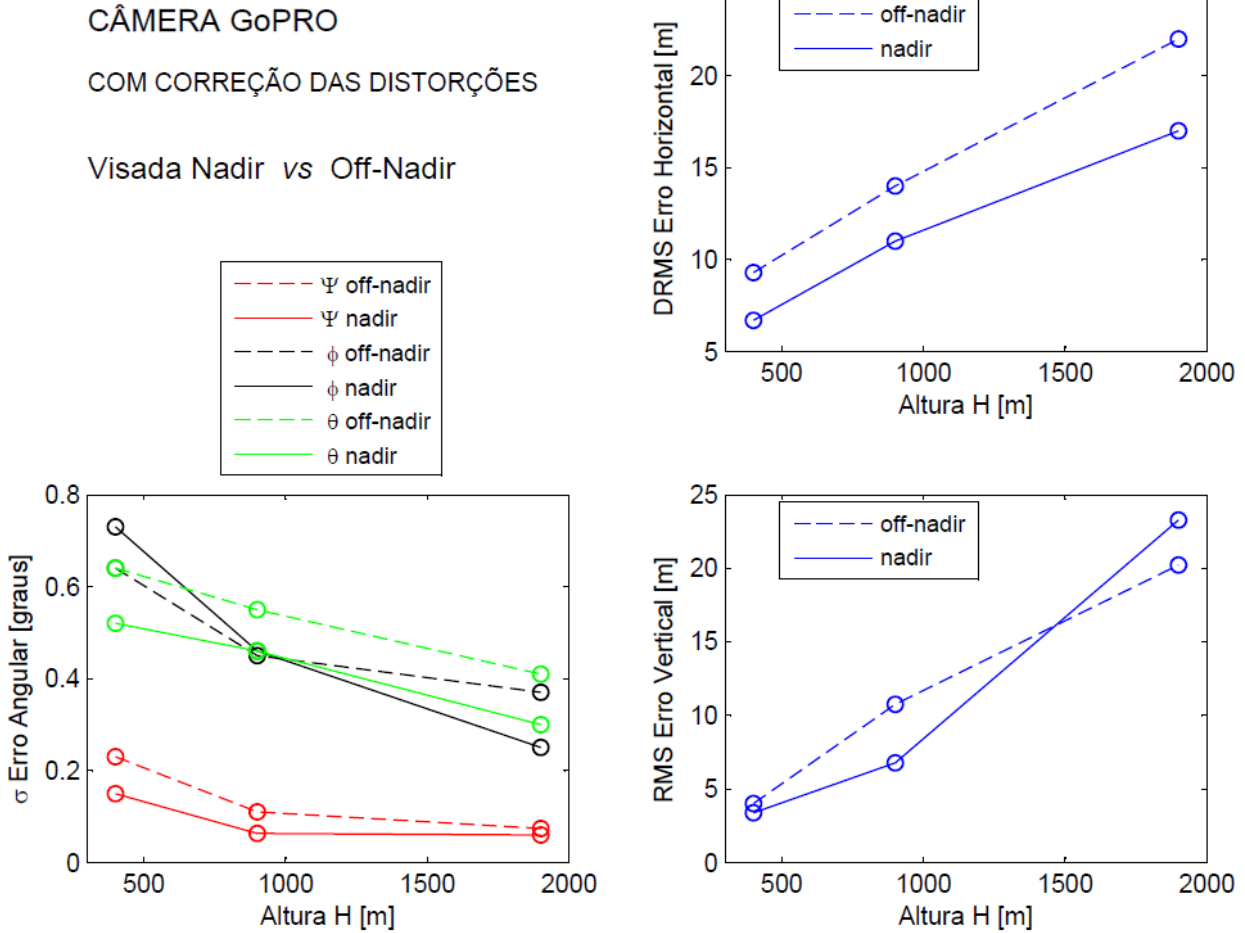 CÂMERA GoPRO
COM CORREÇÃO DAS DISTORÇÕES
Visada Nadir vs Off-Nadir
off-nadir
nadir
DRMS Erro Horizontal [m]
20
15
10
5
500 1000 1500 2000
Altura H [m]
Ψ off-nadir
Ψ nadir
ϕ off-nadir
ϕ nadir
θ off-nadir
θ nadir
σ Erro Angular [graus]
0.8
0.6
0.4
0.2
0
500 1000 1500 2000
Altura H [m]
off-nadir
nadir
RMS Erro Vertical [m]
25
20
15
10
5
0
500 1000 1500 2000
Altura H [m]